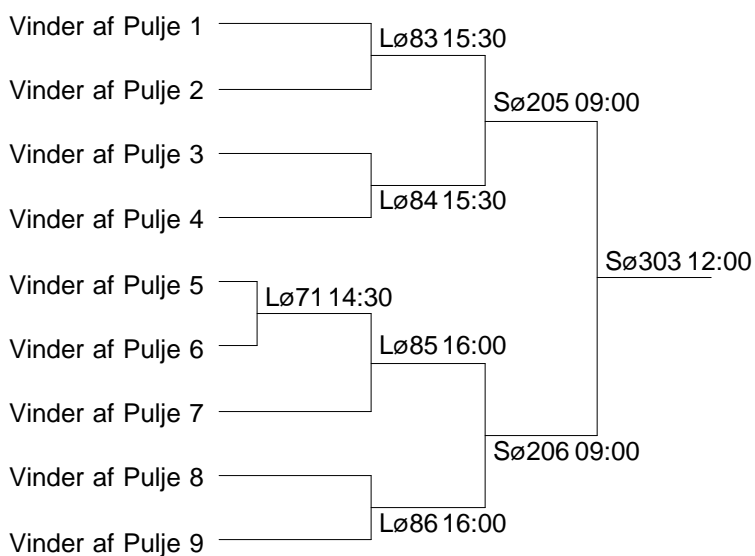 Vinder af Pulje 1
Lø83 15:30
Vinder af Pulje 2
Sø205 09:00
Vinder af Pulje 3
Lø84 15:30
Vinder af Pulje 4
Sø303 12:00
Vinder af Pulje 5
Lø71 14:30
Vinder af Pulje 6
Lø85 16:00
Vinder af Pulje 7
Sø206 09:00
Vinder af Pulje 8
Lø86 16:00
Vinder af Pulje 9